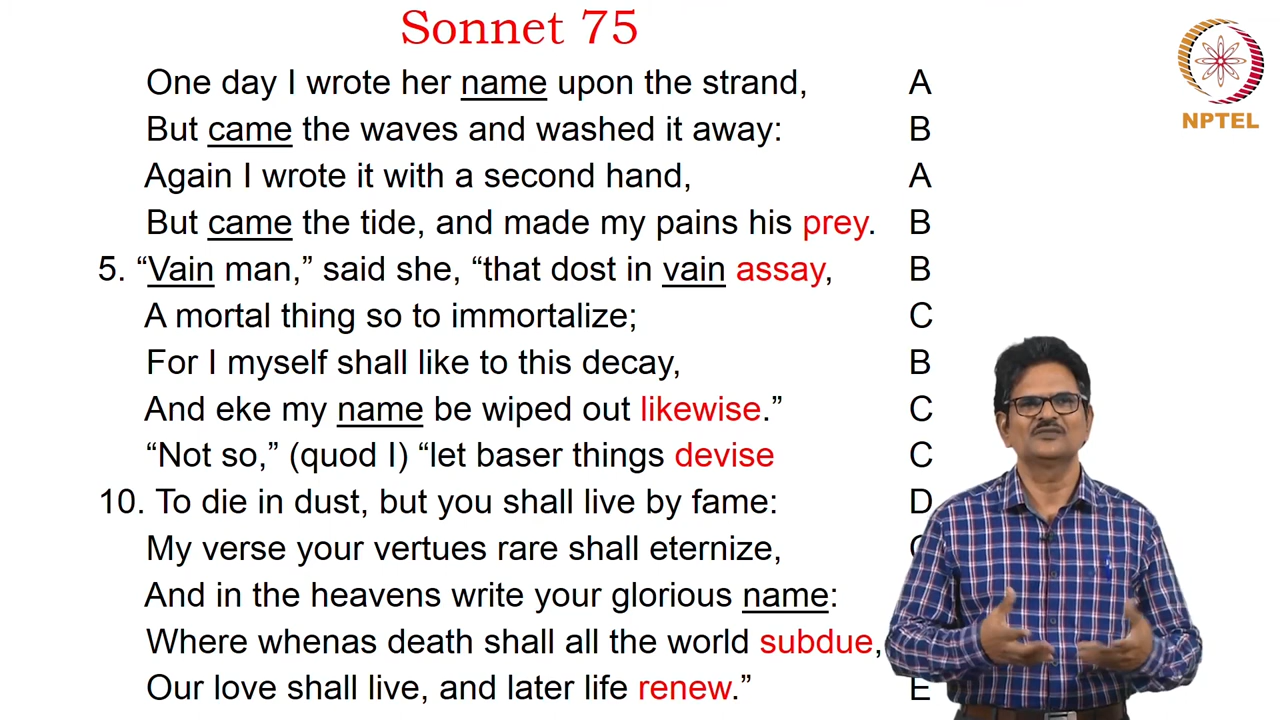 Sonnet 75
NPTEL
One day I wrote her name upon the strand, A
But came the waves and washed it away: B
Again I wrote it with a second hand, A
But came the tide, and made my pains his prey. B
5. “Vain man,” said she, “that dost in vain assay, B
A mortal thing so to immortalize; C
For I myself shall like to this decay, B
And eke my name be wiped out likewise.” C
“Not so,” (quod I) “let baser things devise C
10. To die in dust, but you shall live by fame: D
My verse your vertues rare shall eternize,
And in the heavens write your glorious name:
Where whenas death shall all the world subdue,
Our love shall live, and later life renew.” E